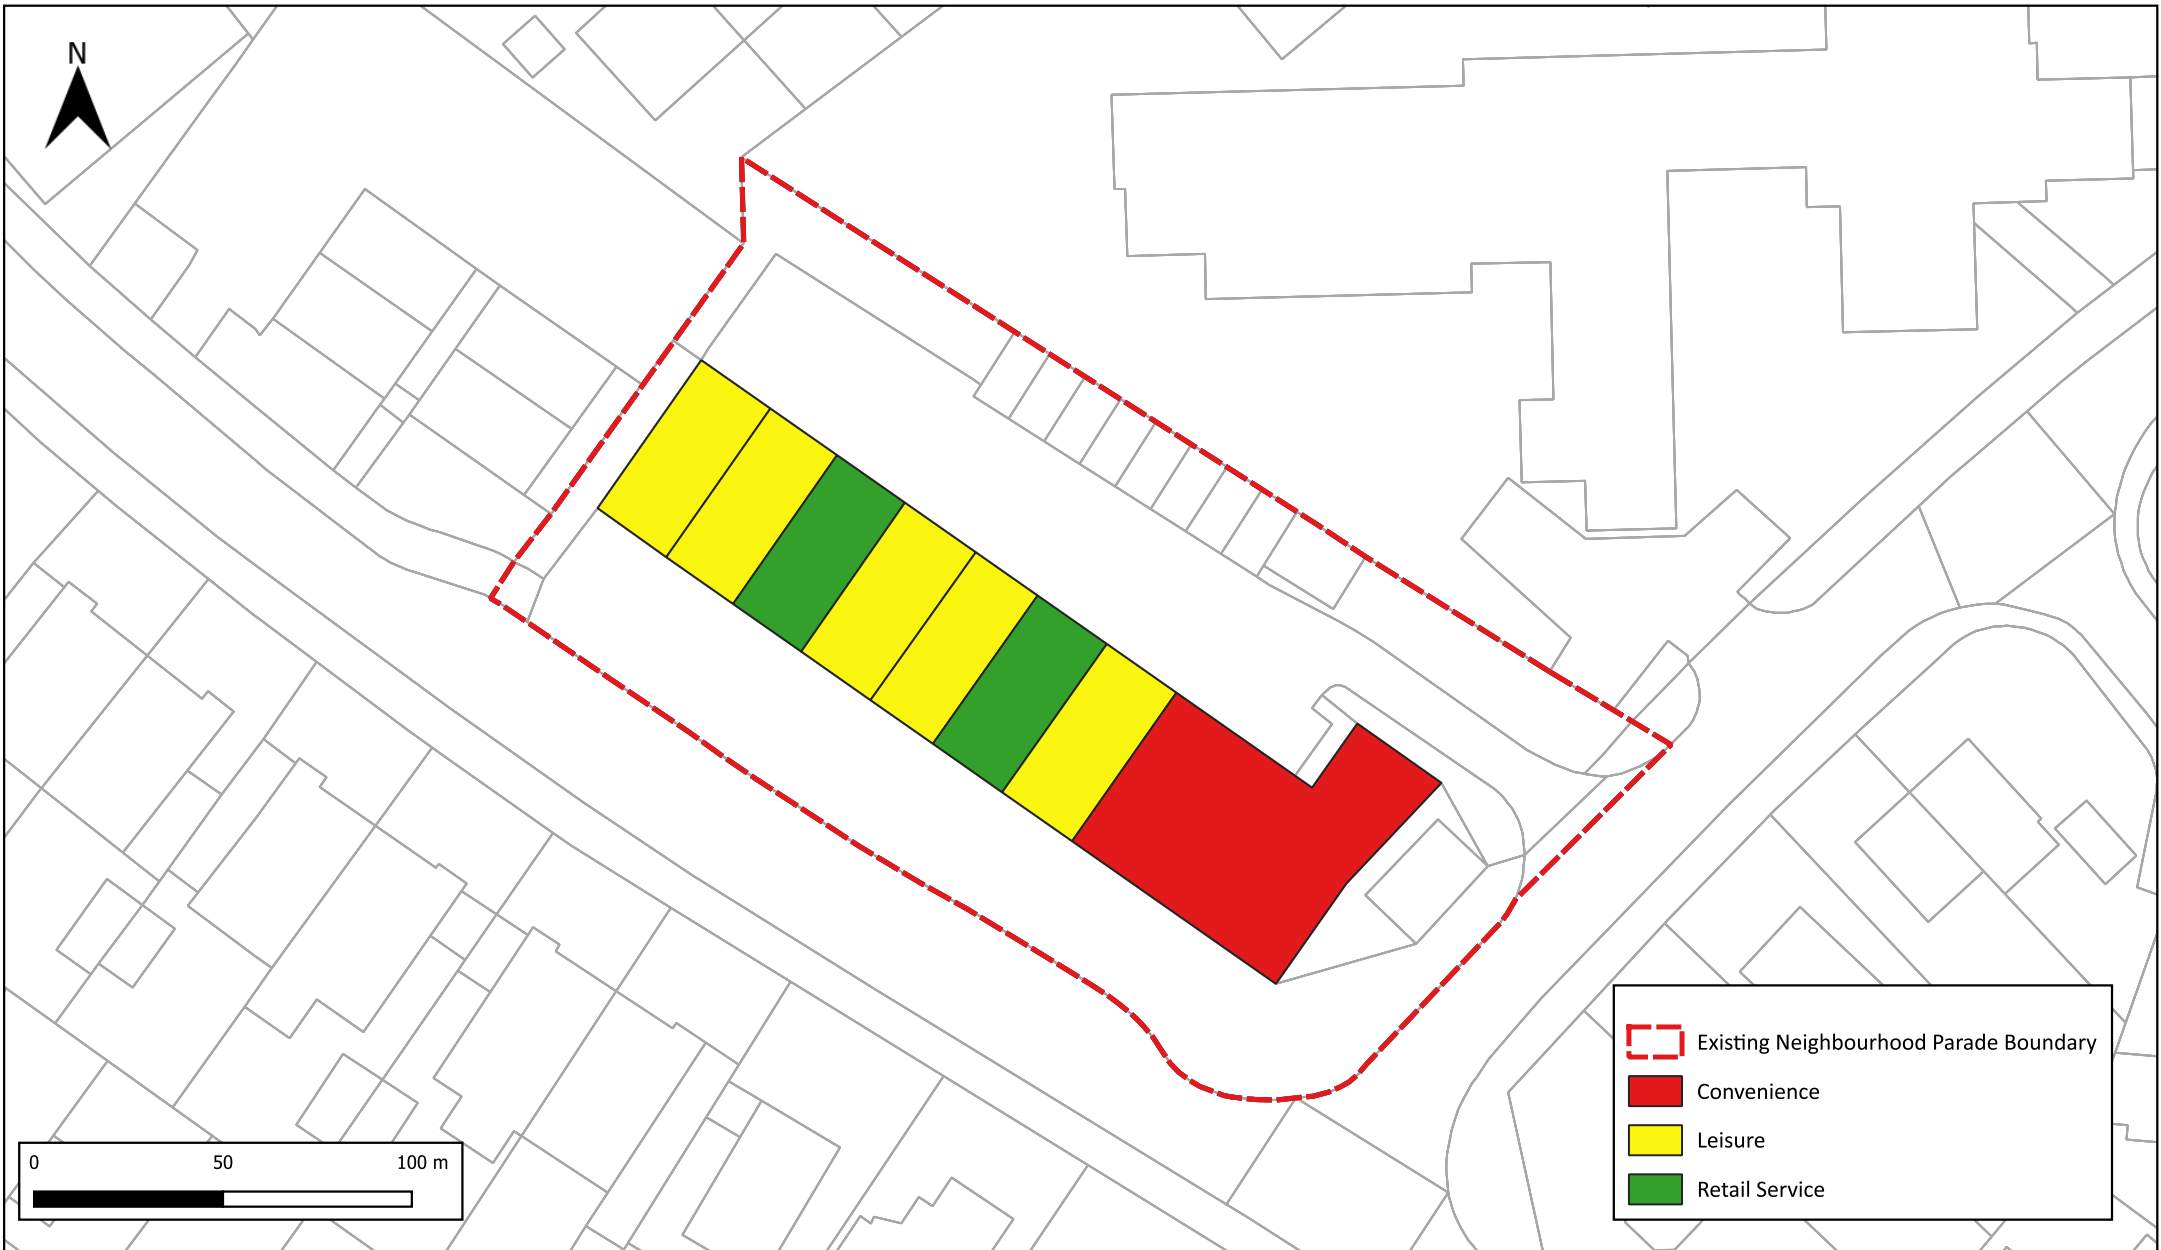 N
Existing Neighbourhood Parade Boundary
Convenience
Leisure
Retail Service
0 50 100 m